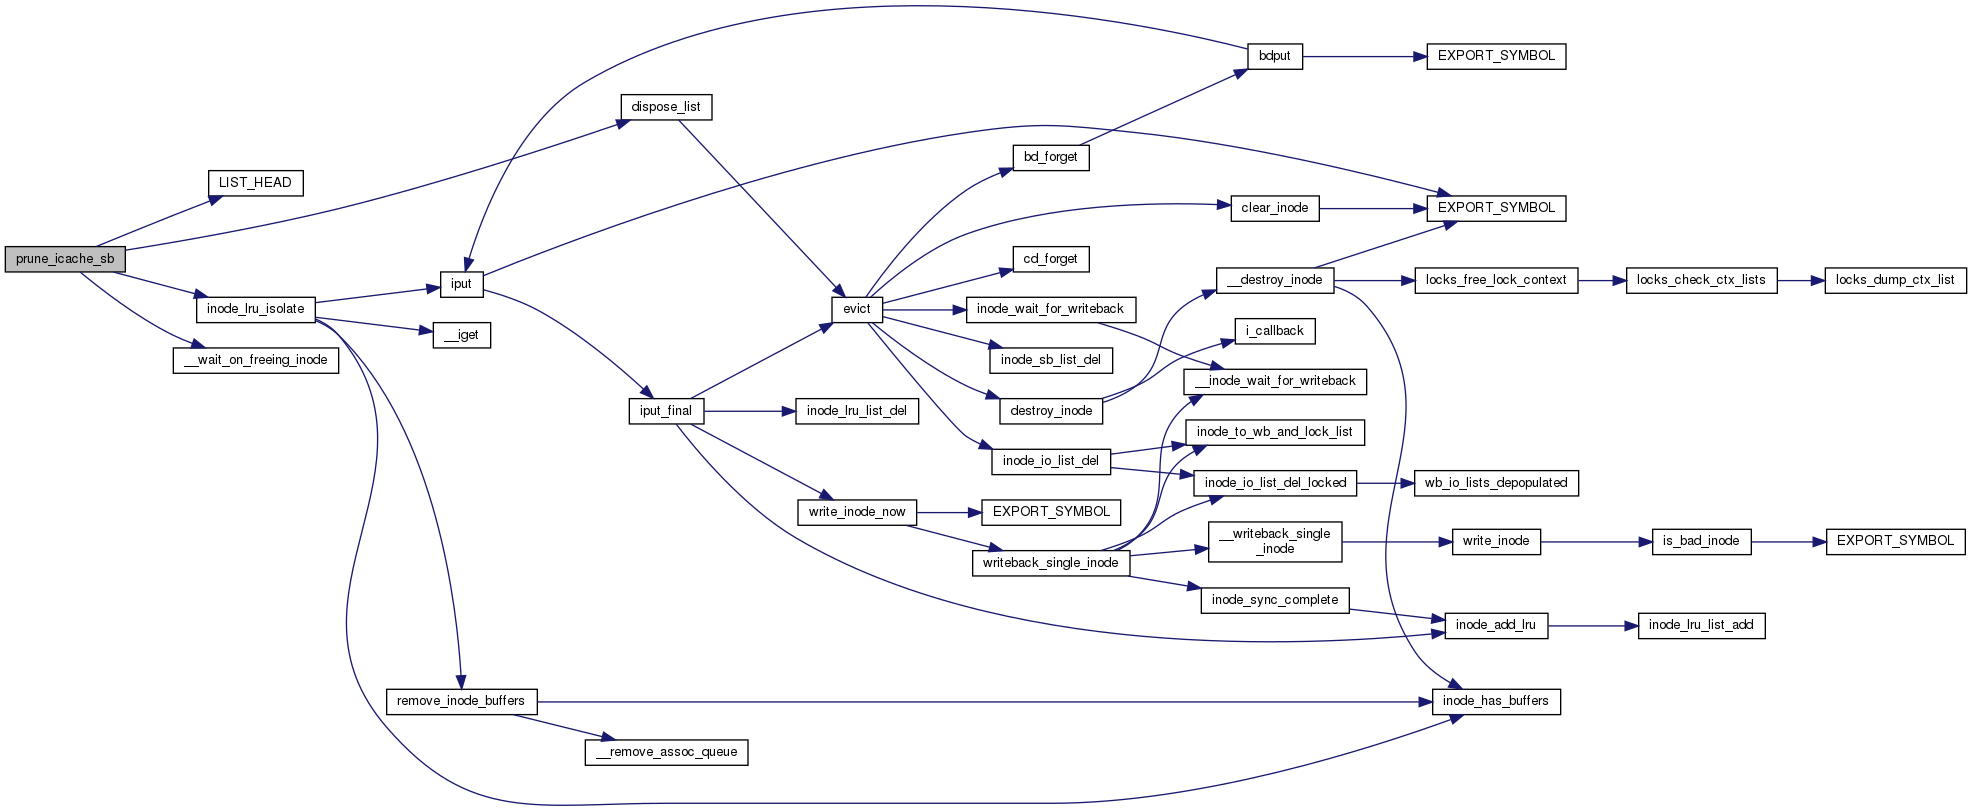 bdput
EXPORT_SYMBOL
dispose_list
bd_forget
LIST_HEAD
clear_inode
EXPORT_SYMBOL
prune_icache_sb
cd_forget
iput
__destroy_inode
locks_free_lock_context
locks_check_ctx_lists
locks_dump_ctx_list
inode_lru_isolate
evict
inode_wait_for_writeback
__iget
i_callback
__wait_on_freeing_inode
inode_sb_list_del
__inode_wait_for_writeback
iput_final
inode_lru_list_del
destroy_inode
inode_to_wb_and_lock_list
inode_io_list_del
inode_io_list_del_locked
wb_io_lists_depopulated
write_inode_now
EXPORT_SYMBOL
__writeback_single
_inode
write_inode
is_bad_inode
EXPORT_SYMBOL
writeback_single_inode
inode_sync_complete
inode_add_lru
inode_lru_list_add
remove_inode_buffers
inode_has_buffers
__remove_assoc_queue